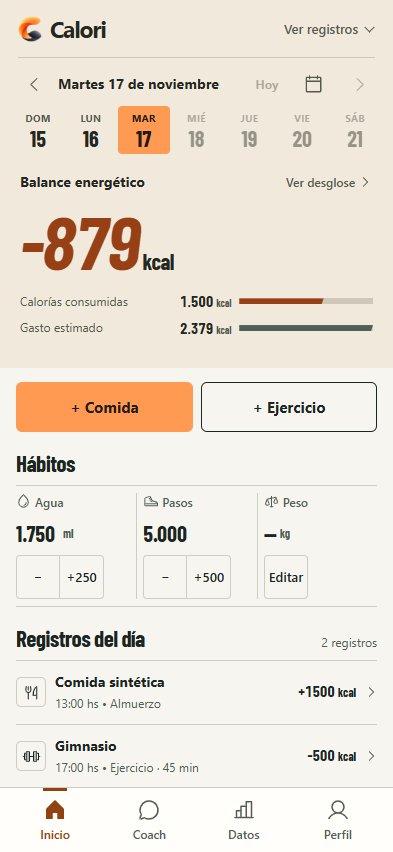 Calori
Ver registros
Martes 17 de noviembre
Hoy
DOM LUN MAR MIÉ JUE VIE SÁB
15 16 17 18 19 20 21
Balance energético
Ver desglose
-879 kcal
Calorías consumidas 1.500 kcal
Gasto estimado 2.379 kcal
+ Comida
+ Ejercicio
Hábitos
Agua Pasos Peso
1.750 ml 5.000 – kg
− +250 − +500 Editar
Registros del día
2 registros
Comida sintética
13:00 hs • Almuerzo
+1500 kcal
Gimnasio
17:00 hs • Ejercicio · 45 min
-500 kcal
Inicio Coach Datos Perfil